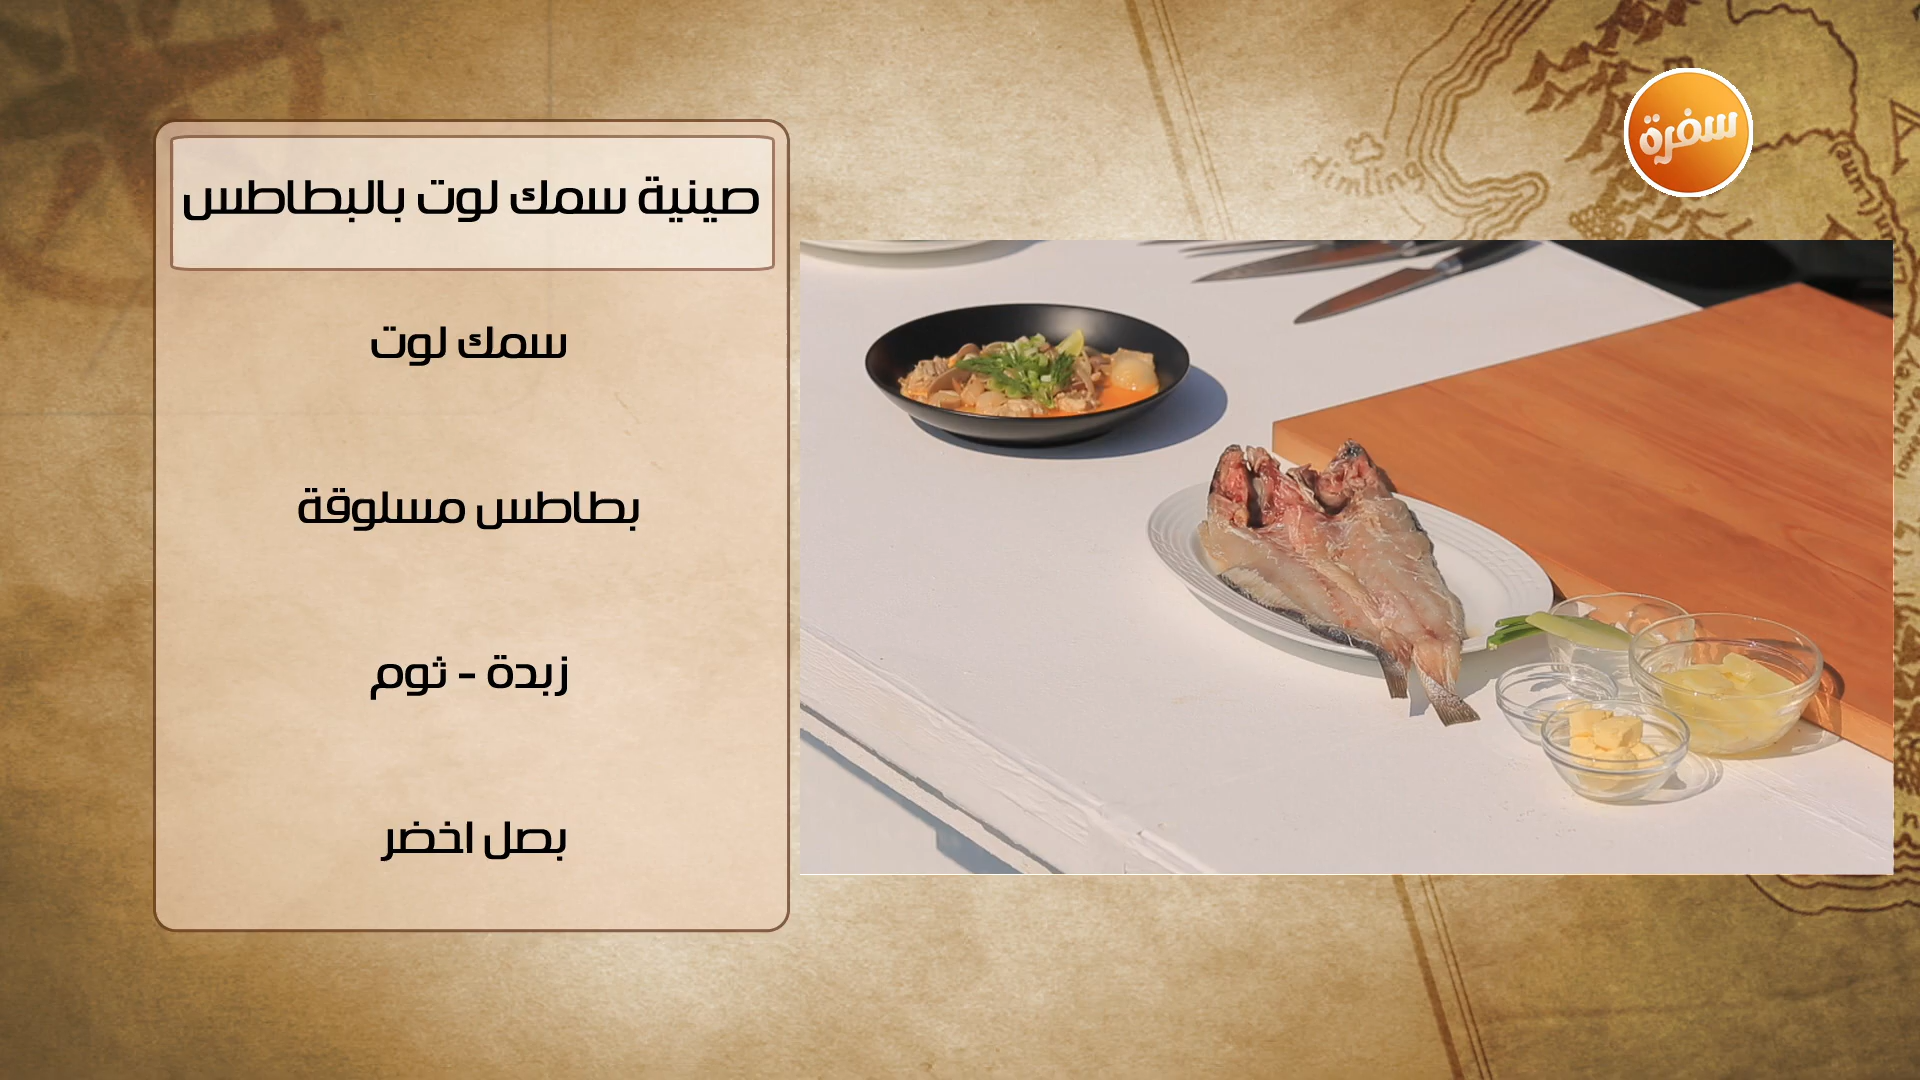 سفرة
صينية سمك لوت بالبطاطس
سمك لوت
بطاطس مسلوقة
زبدة - ثوم
بصل اخضر